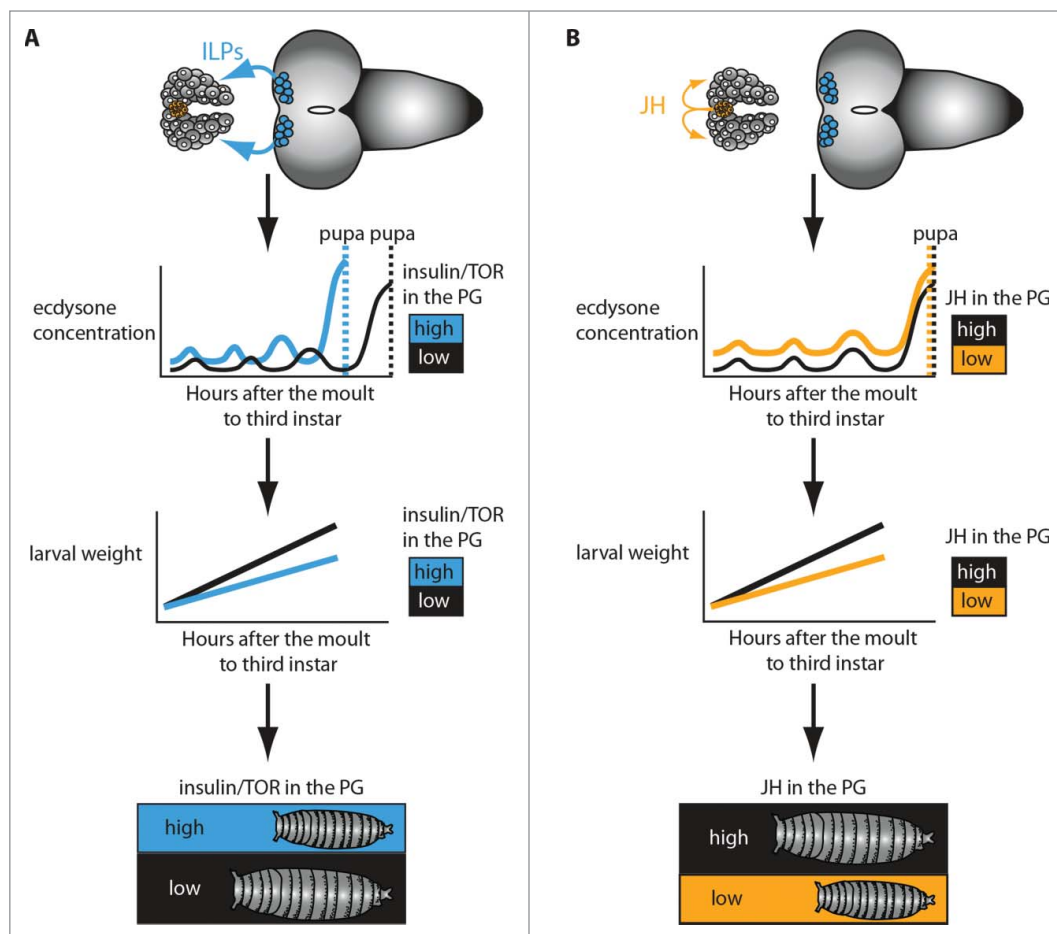 A
ILPs
pupa pupa
ecdysone
concentration
insulin/TOR
in the PG
high
low
Hours after the moult
to third instar
larval weight
insulin/TOR
in the PG
high
low
Hours after the moult
to third instar
insulin/TOR in the PG
high
low
B
JH
pupa
ecdysone
concentration
JH in the PG
high
low
Hours after the moult
to third instar
larval weight
JH in the PG
high
low
Hours after the moult
to third instar
JH in the PG
high
low